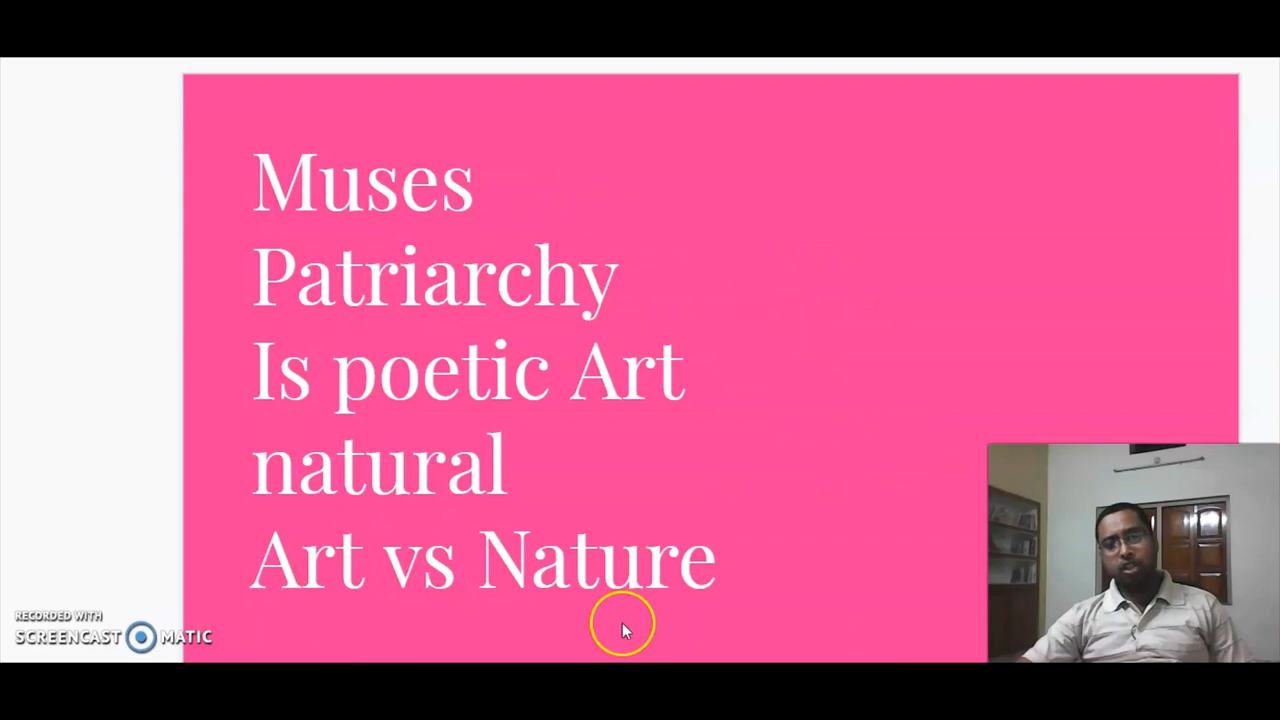 Muses
Patriarchy
Is poetic Art
natural
Art vs Nature
RECORDED WITH
SCREENCAST MATIC